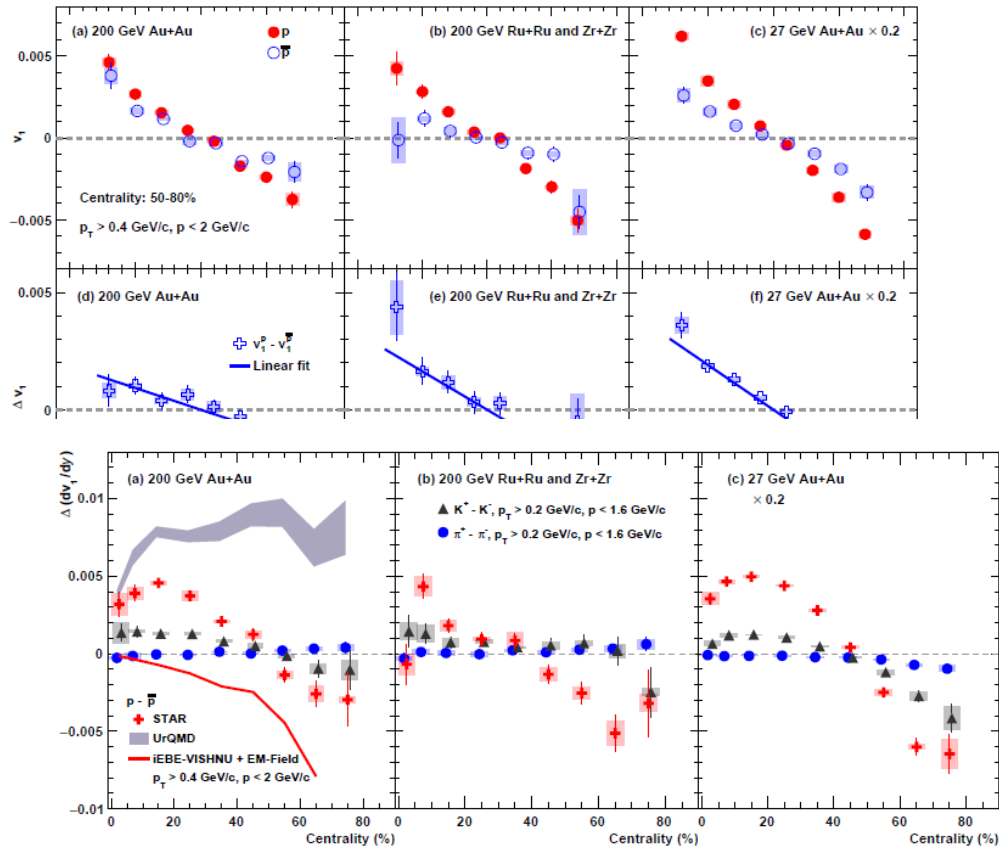 (a) 200 GeV Au+Au
p
p̅
(b) 200 GeV Ru+Ru and Zr+Zr
(c) 27 GeV Au+Au × 0.2
0.005
0
−0.005
v₁
Centrality: 50-80%
p_T > 0.4 GeV/c, p < 2 GeV/c
(d) 200 GeV Au+Au
(e) 200 GeV Ru+Ru and Zr+Zr
(f) 27 GeV Au+Au × 0.2
0.005
0
Δ v₁
v₁^p - v₁^p̅
Linear fit
(a) 200 GeV Au+Au
(b) 200 GeV Ru+Ru and Zr+Zr
(c) 27 GeV Au+Au
× 0.2
Δ (dv₁/dy)
0.01
0.005
0
−0.005
−0.01
K⁺ - K⁻, p_T > 0.2 GeV/c, p < 1.6 GeV/c
π⁺ - π⁻, p_T > 0.2 GeV/c, p < 1.6 GeV/c
p - p̅
STAR
UrQMD
iEBE-VISHNU + EM-Field
p_T > 0.4 GeV/c, p < 2 GeV/c
0 20 40 60 80
0 20 40 60 80
0 20 40 60 80
Centrality (%)
Centrality (%)
Centrality (%)